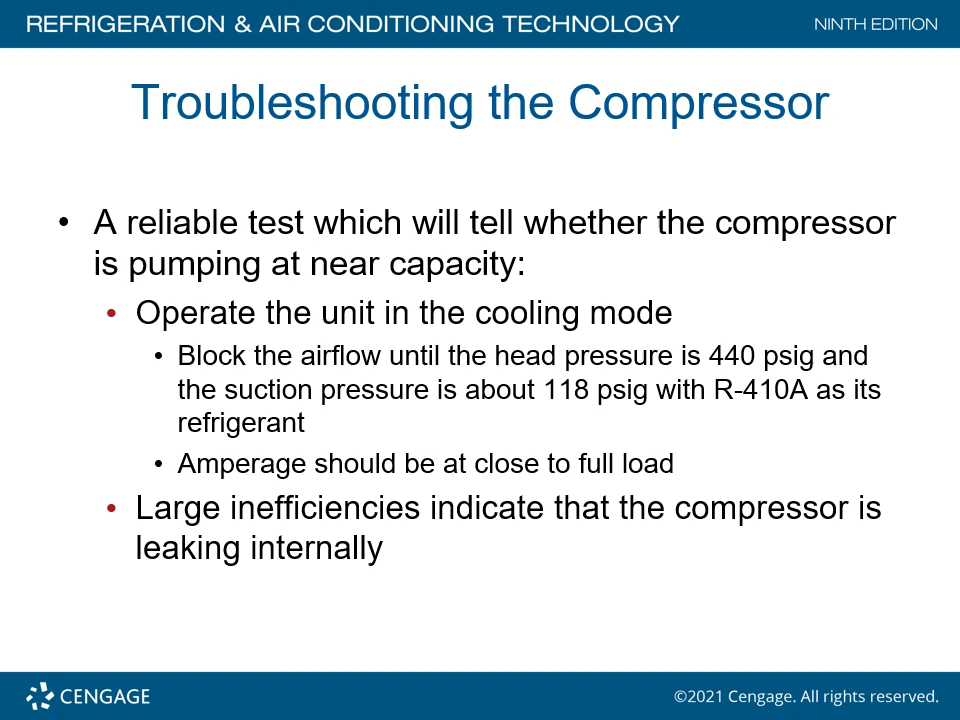 REFRIGERATION & AIR CONDITIONING TECHNOLOGY
NINTH EDITION
Troubleshooting the Compressor
• A reliable test which will tell whether the compressor
is pumping at near capacity:
• Operate the unit in the cooling mode
• Block the airflow until the head pressure is 440 psig and
the suction pressure is about 118 psig with R-410A as its
refrigerant
• Amperage should be at close to full load
• Large inefficiencies indicate that the compressor is
leaking internally
CENGAGE
©2021 Cengage. All rights reserved.